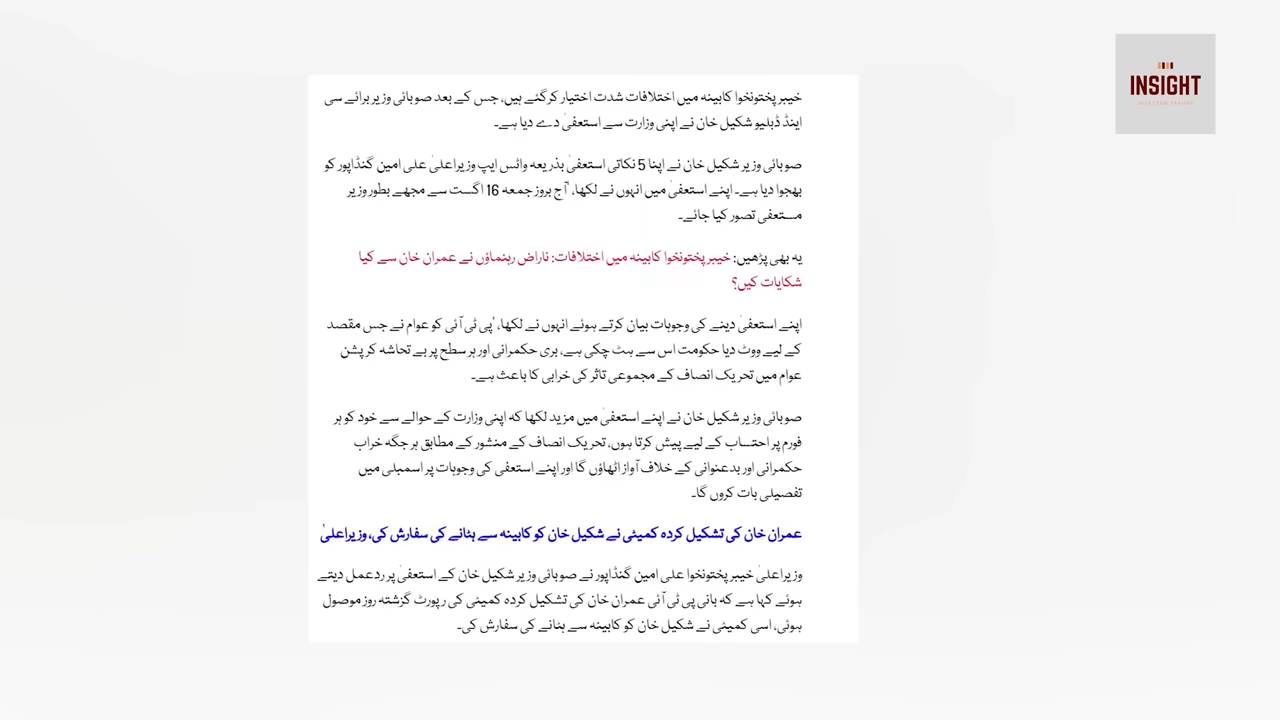 INSIGHT
خیبر پختونخوا کابینہ میں اختلافات شدت اختیار کرگئے ہیں، جس کے بعد صوبائی وزیر برائے سی
اینڈ ڈبلیو شکیل خان نے اپنی وزارت سے استعفیٰ دے دیا ہے۔
صوبائی وزیر شکیل خان نے اپنا 5 نکاتی استعفیٰ بذریعہ واٹس ایپ وزیراعلیٰ علی امین گنڈاپور کو
بھجوا دیا ہے۔ اپنے استعفیٰ میں انہوں نے لکھا، ’آج بروز جمعہ 16 اگست سے مجھے بطور وزیر
مستعفی تصور کیا جائے۔
یہ بھی پڑھیں: خیبر پختونخوا کابینہ میں اختلافات: ناراض رہنماؤں نے عمران خان سے کیا
شکایات کیں؟
اپنے استعفیٰ دینے کی وجوہات بیان کرتے ہوئے انہوں نے لکھا، ’پی ٹی آئی کو عوام نے جس مقصد
کے لیے ووٹ دیا حکومت اس سے ہٹ چکی ہے، بری حکمرانی اور ہر سطح پر بے تحاشہ کرپشن
عوام میں تحریک انصاف کے مجموعی تاثر کی خرابی کا باعث ہے۔
صوبائی وزیر شکیل خان نے اپنے استعفیٰ میں مزید لکھا کہ اپنی وزارت کے حوالے سے خود کو ہر
فورم پر احتساب کے لیے پیش کرتا ہوں، تحریک انصاف کے منشور کے مطابق ہر جگہ خراب
حکمرانی اور بدعنوانی کے خلاف آواز اٹھاؤں گا اور اپنے استعفی کی وجوہات پر اسمبلی میں
تفصیلی بات کروں گا۔
عمران خان کی تشکیل کردہ کمیٹی نے شکیل خان کو کابینہ سے ہٹانے کی سفارش کی، وزیراعلیٰ
وزیراعلیٰ خیبر پختونخوا علی امین گنڈاپور نے صوبائی وزیر شکیل خان کے استعفیٰ پر ردعمل دیتے
ہوئے کہا ہے کہ بانی پی ٹی آئی عمران خان کی تشکیل کردہ کمیٹی کی رپورٹ گزشتہ روز موصول
ہوئی، اسی کمیٹی نے شکیل خان کو کابینہ سے ہٹانے کی سفارش کی۔